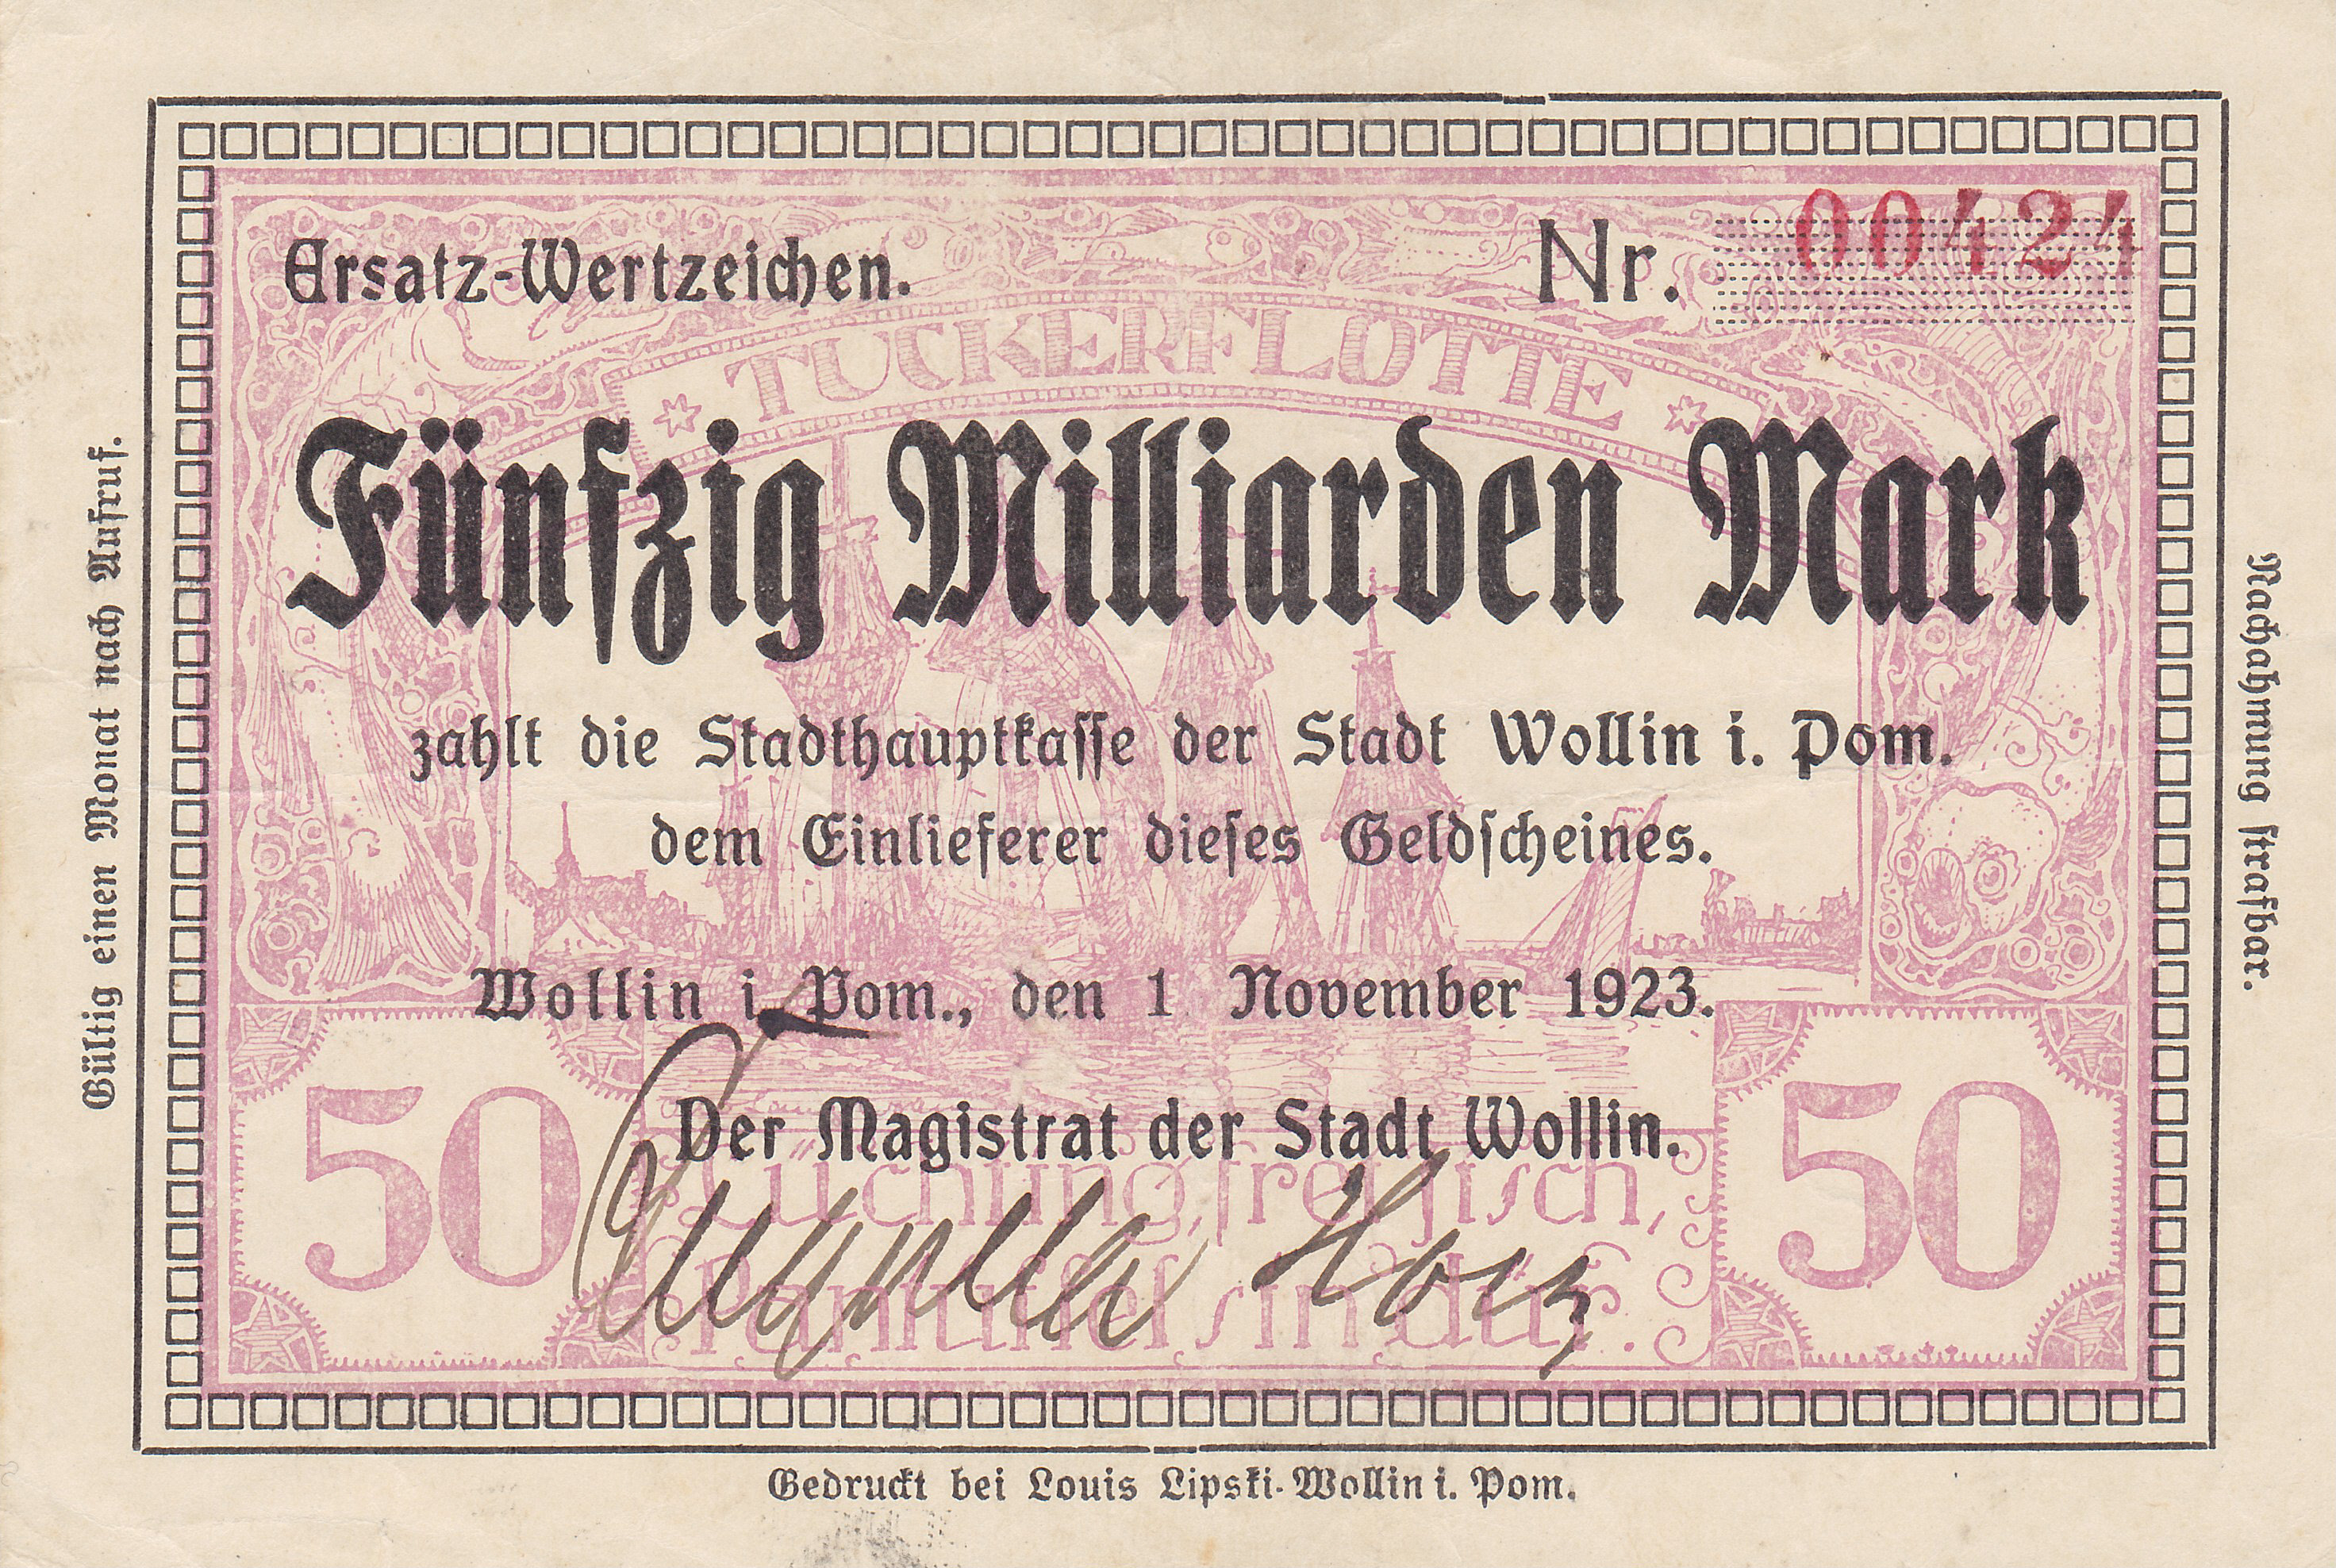 Ersatz-Wertzeichen.
Nr. 00424
TUCKERFLOTTE
Fünfzig Milliarden Mark
zahlt die Stadthauptkasse der Stadt Wollin i. Pom.
dem Einlieferer dieses Geldscheines.
Wollin i. Pom., den 1 November 1923.
Der Magistrat der Stadt Wollin.
50
50
Gültig einen Monat nach Aufruf.
Nachahmung strafbar.
Gedruckt bei Louis Lipski-Wollin i. Pom.